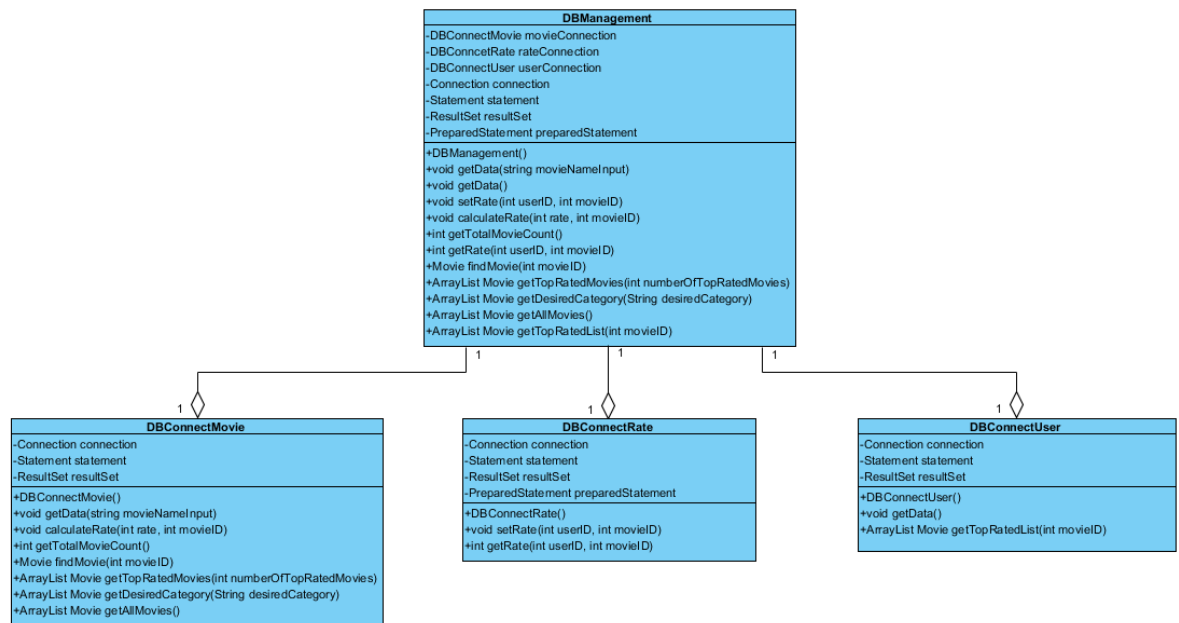 DBManagement
-DBConnectMovie movieConnection
-DBConncetRate rateConnection
-DBConnectUser userConnection
-Connection connection
-Statement statement
-ResultSet resultSet
-PreparedStatement preparedStatement
+DBManagement()
+void getData(string movieNameInput)
+void getData()
+void setRate(int userID, int movieID)
+void calculateRate(int rate, int movieID)
+int getTotalMovieCount()
+int getRate(int userID, int movieID)
+Movie findMovie(int movieID)
+ArrayList Movie getTopRatedMovies(int numberOfTopRatedMovies)
+ArrayList Movie getDesiredCategory(String desiredCategory)
+ArrayList Movie getAllMovies()
+ArrayList Movie getTopRatedList(int movieID)
1
1
1
1
1
1
DBConnectMovie
-Connection connection
-Statement statement
-ResultSet resultSet
+DBConnectMovie()
+void getData(string movieNameInput)
+void calculateRate(int rate, int movieID)
+int getTotalMovieCount()
+Movie findMovie(int movieID)
+ArrayList Movie getTopRatedMovies(int numberOfTopRatedMovies)
+ArrayList Movie getDesiredCategory(String desiredCategory)
+ArrayList Movie getAllMovies()
DBConnectRate
-Connection connection
-Statement statement
-ResultSet resultSet
-PreparedStatement preparedStatement
+DBConnectRate()
+void setRate(int userID, int movieID)
+int getRate(int userID, int movieID)
DBConnectUser
-Connection connection
-Statement statement
-ResultSet resultSet
+DBConnectUser()
+void getData()
+ArrayList Movie getTopRatedList(int movieID)